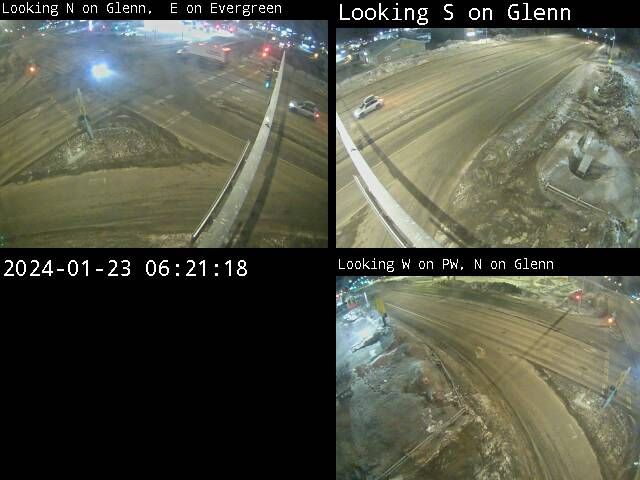 Looking N on Glenn,  E on Evergreen
Looking S on Glenn
2024-01-23 06:21:18
Looking W on PW, N on Glenn